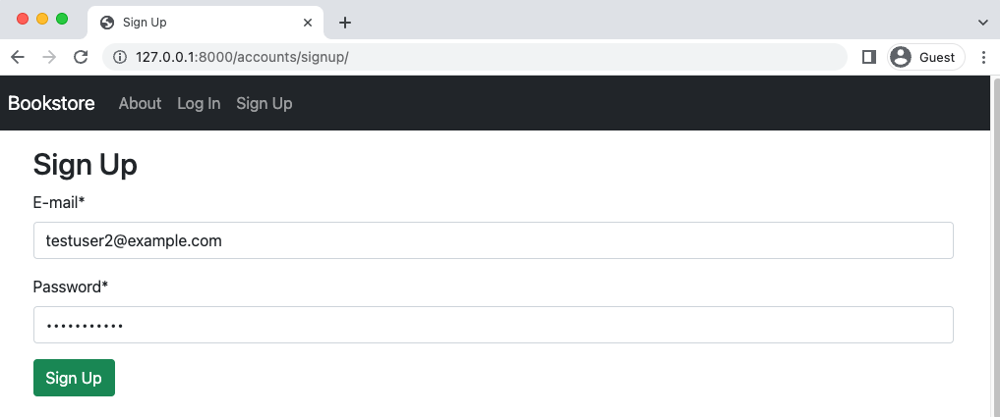 Sign Up
127.0.0.1:8000/accounts/signup/
Guest
Bookstore About Log In Sign Up
Sign Up
E-mail*
testuser2@example.com
Password*
•••••••••••
Sign Up